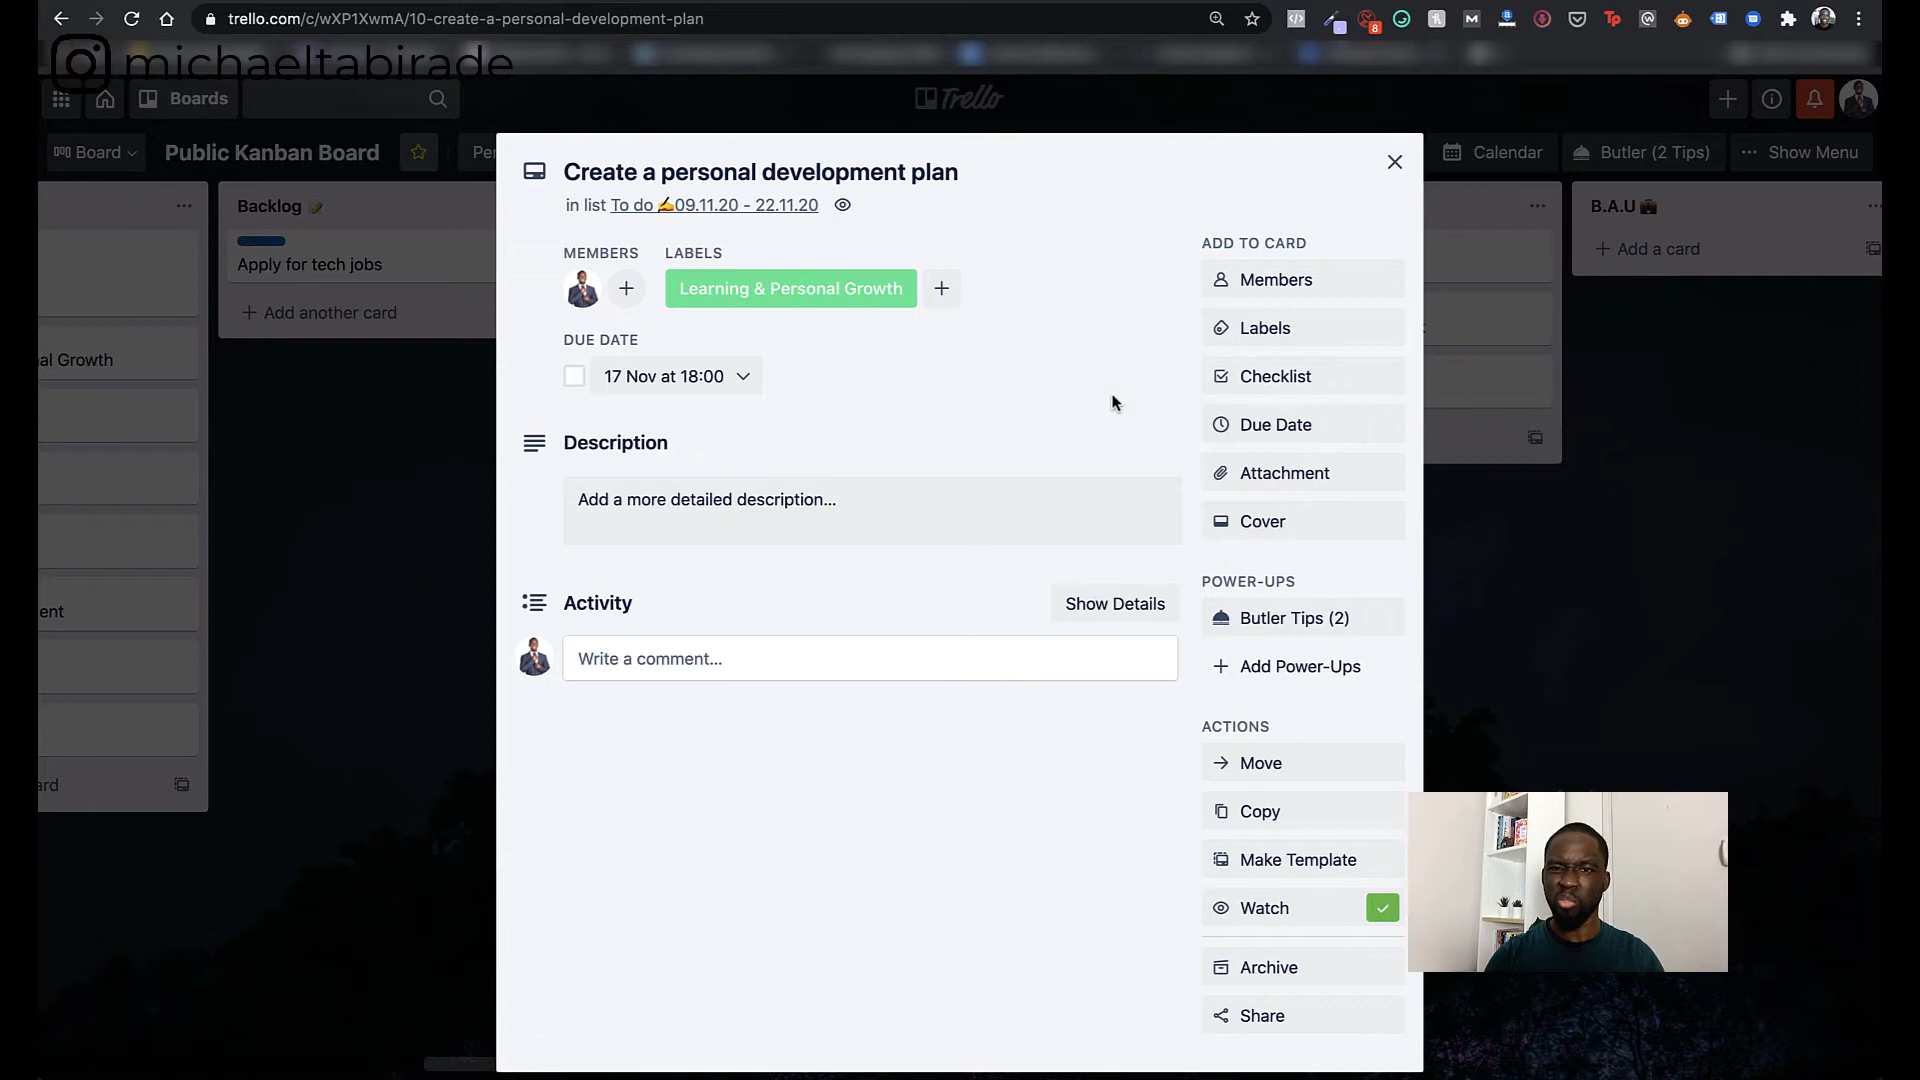 trello.com/c/wXP1XwmA/10-create-a-personal-development-plan
8
michaeltabirade
Boards
Trello
Board
Public Kanban Board
Calendar
Butler (2 Tips)
Show Menu
Backlog
Apply for tech jobs
Add another card
al Growth
ent
ard
B.A.U
Add a card
Create a personal development plan
in list To do 09.11.20 - 22.11.20
MEMBERS
LABELS
Learning & Personal Growth
DUE DATE
17 Nov at 18:00
Description
Add a more detailed description...
Activity
Show Details
Write a comment...
ADD TO CARD
Members
Labels
Checklist
Due Date
Attachment
Cover
POWER-UPS
Butler Tips (2)
Add Power-Ups
ACTIONS
Move
Copy
Make Template
Watch
Archive
Share